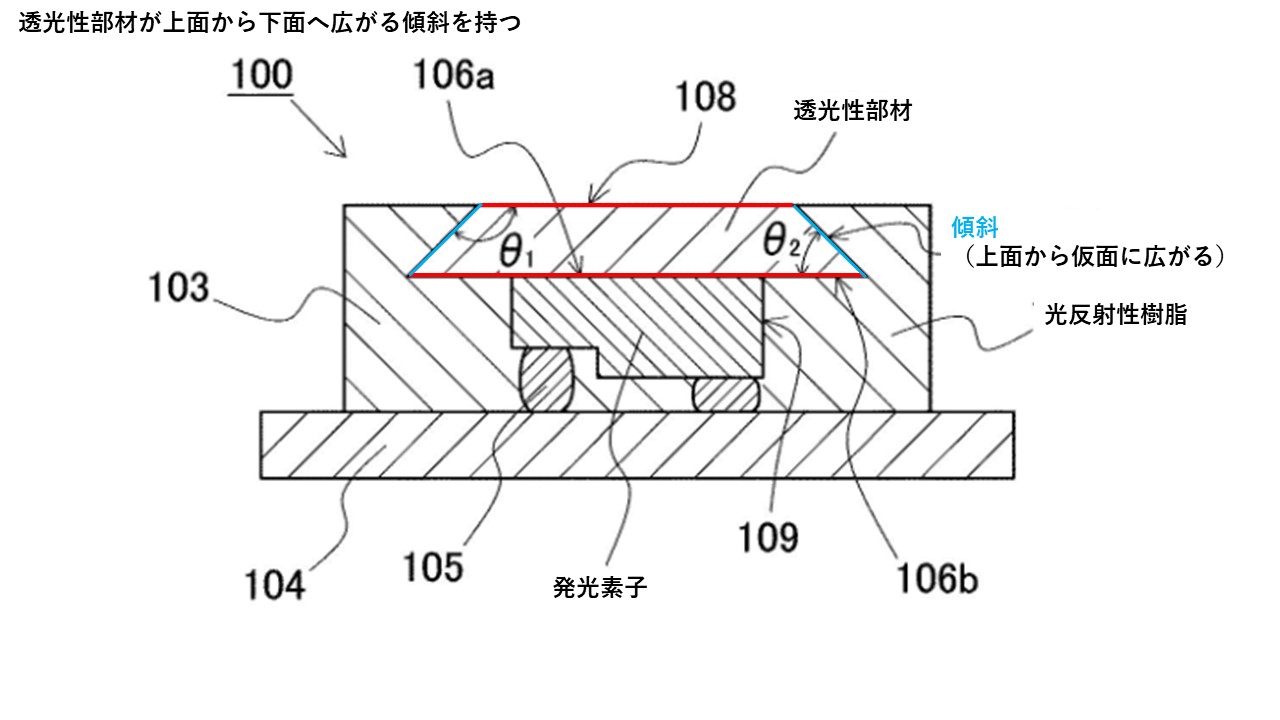 透光性部材が上面から下面へ広がる傾斜を持つ
100
106a
108
透光性部材
θ1
θ2
傾斜
（上面から仮面に広がる）
103
光反射性樹脂
109
105
106b
104
発光素子